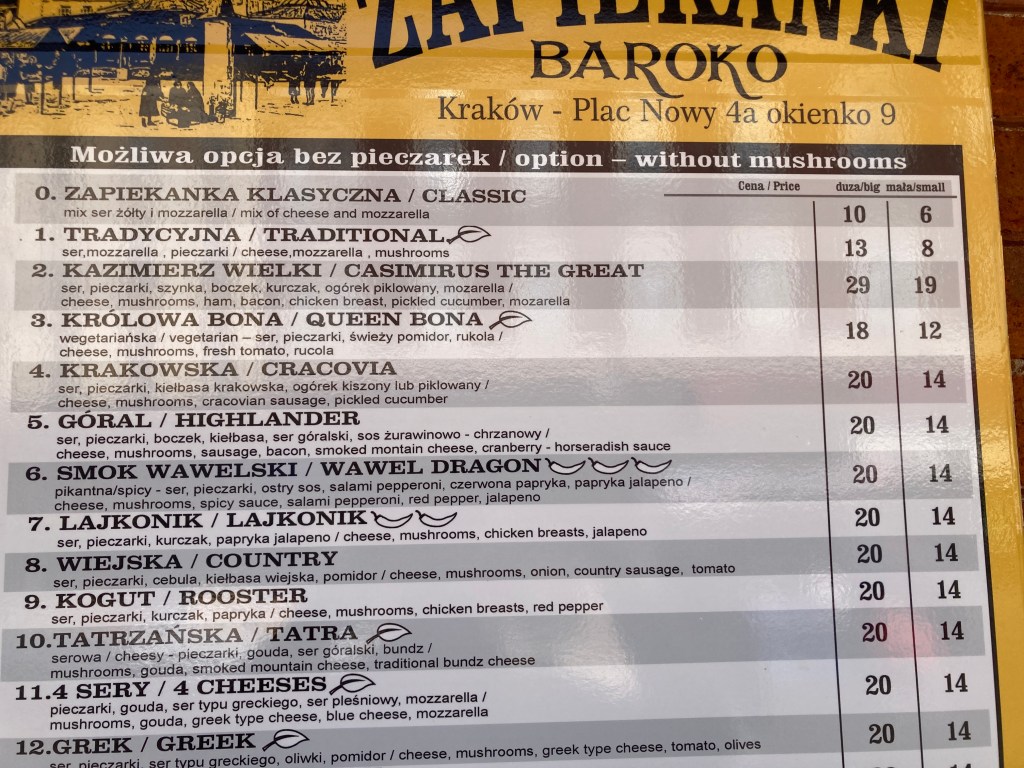 ZAPIEKANKI
BAROKO
Kraków - Plac Nowy 4a okienko 9
Możliwa opcja bez pieczarek / option – without mushrooms
Cena / Price duza/big mała/small
0. ZAPIEKANKA KLASYCZNA / CLASSIC 10 6
mix ser żółty i mozzarella / mix of cheese and mozzarella
1. TRADYCYJNA / TRADITIONAL 13 8
ser,mozzarella , pieczarki / cheese,mozzarella , mushrooms
2. KAZIMIERZ WIELKI / CASIMIRUS THE GREAT 29 19
ser, pieczarki, szynka, boczek, kurczak, ogórek piklowany, mozarella /
cheese, mushrooms, ham, bacon, chicken breast, pickled cucumber, mozarella
3. KRÓLOWA BONA / QUEEN BONA 18 12
wegetariańska / vegetarian – ser, pieczarki, świeży pomidor, rukola /
cheese, mushrooms, fresh tomato, rucola
4. KRAKOWSKA / CRACOVIA 20 14
ser, pieczarki, kiełbasa krakowska, ogórek kiszony lub piklowany /
cheese, mushrooms, cracovian sausage, pickled cucumber
5. GÓRAL / HIGHLANDER 20 14
ser, pieczarki, boczek, kiełbasa, ser góralski, sos żurawinowo - chrzanowy /
cheese, mushrooms, sausage, bacon, smoked montain cheese, cranberry - horseradish sauce
6. SMOK WAWELSKI / WAWEL DRAGON 20 14
pikantna/spicy - ser, pieczarki, ostry sos, salami pepperoni, czerwona papryka, papryka jalapeno /
cheese, mushrooms, spicy sauce, salami pepperoni, red pepper, jalapeno
7. LAJKONIK / LAJKONIK 20 14
ser, pieczarki, kurczak, papryka jalapeno / cheese, mushrooms, chicken breasts, jalapeno
8. WIEJSKA / COUNTRY 20 14
ser, pieczarki, cebula, kiełbasa wiejska, pomidor / cheese, mushrooms, onion, country sausage, tomato
9. KOGUT / ROOSTER 20 14
ser, pieczarki, kurczak, papryka / cheese, mushrooms, chicken breasts, red pepper
10.TATRZAŃSKA / TATRA 20 14
serowa / cheesy - pieczarki, gouda, ser góralski, bundz /
mushrooms, gouda, smoked mountain cheese, traditional bundz cheese
11.4 SERY / 4 CHEESES 20 14
pieczarki, gouda, ser typu greckiego, ser pleśniowy, mozzarella /
mushrooms, gouda, greek type cheese, blue cheese, mozzarella
12.GREK / GREEK 20 14
ser, pieczarki, ser typu greckiego, oliwki, pomidor / cheese, mushrooms, greek type cheese, tomato, olives